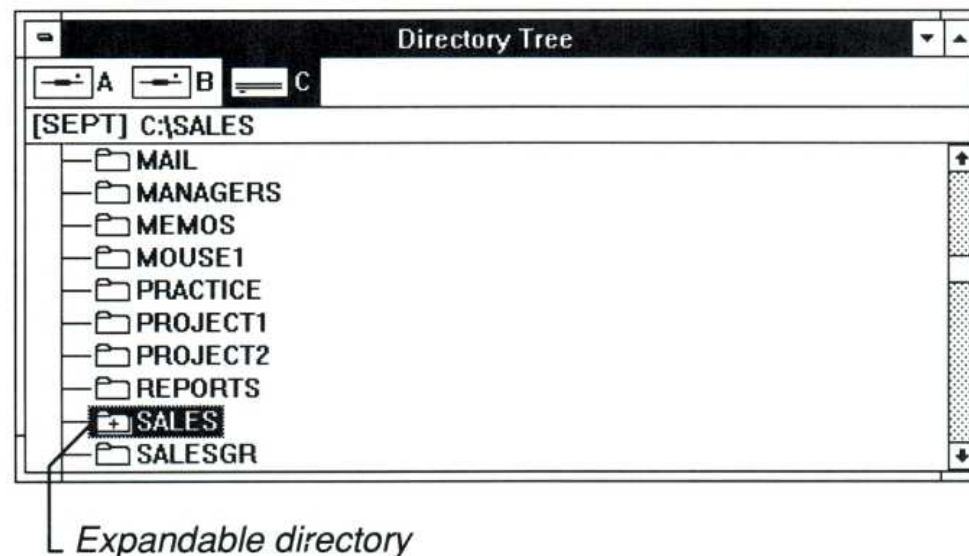 Directory Tree
A B C
[SEPT] C:\SALES
MAIL
MANAGERS
MEMOS
MOUSE1
PRACTICE
PROJECT1
PROJECT2
REPORTS
SALES
SALESGR
Expandable directory